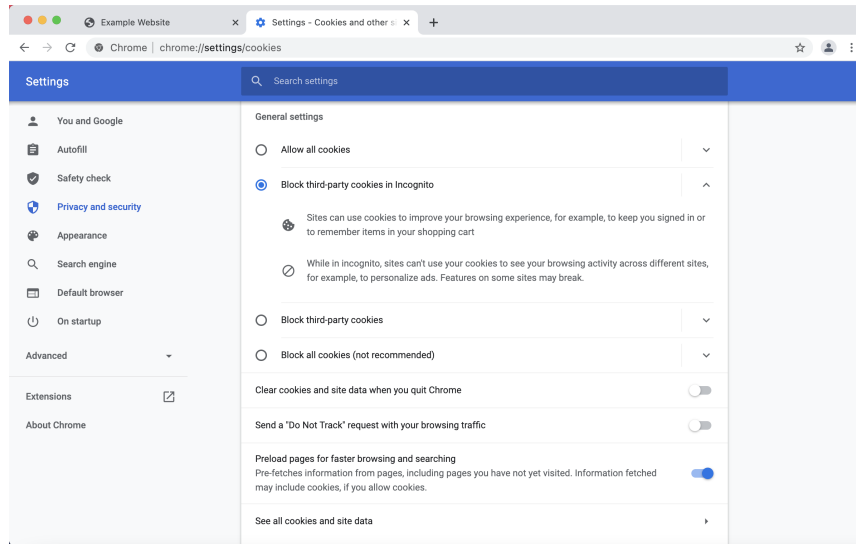 Example Website
Settings - Cookies and other s
Chrome | chrome://settings/cookies
Settings
Search settings
You and Google
Autofill
Safety check
Privacy and security
Appearance
Search engine
Default browser
On startup
Advanced
Extensions
About Chrome
General settings
Allow all cookies
Block third-party cookies in Incognito
Sites can use cookies to improve your browsing experience, for example, to keep you signed in or
to remember items in your shopping cart
While in incognito, sites can't use your cookies to see your browsing activity across different sites,
for example, to personalize ads. Features on some sites may break.
Block third-party cookies
Block all cookies (not recommended)
Clear cookies and site data when you quit Chrome
Send a "Do Not Track" request with your browsing traffic
Preload pages for faster browsing and searching
Pre-fetches information from pages, including pages you have not yet visited. Information fetched
may include cookies, if you allow cookies.
See all cookies and site data